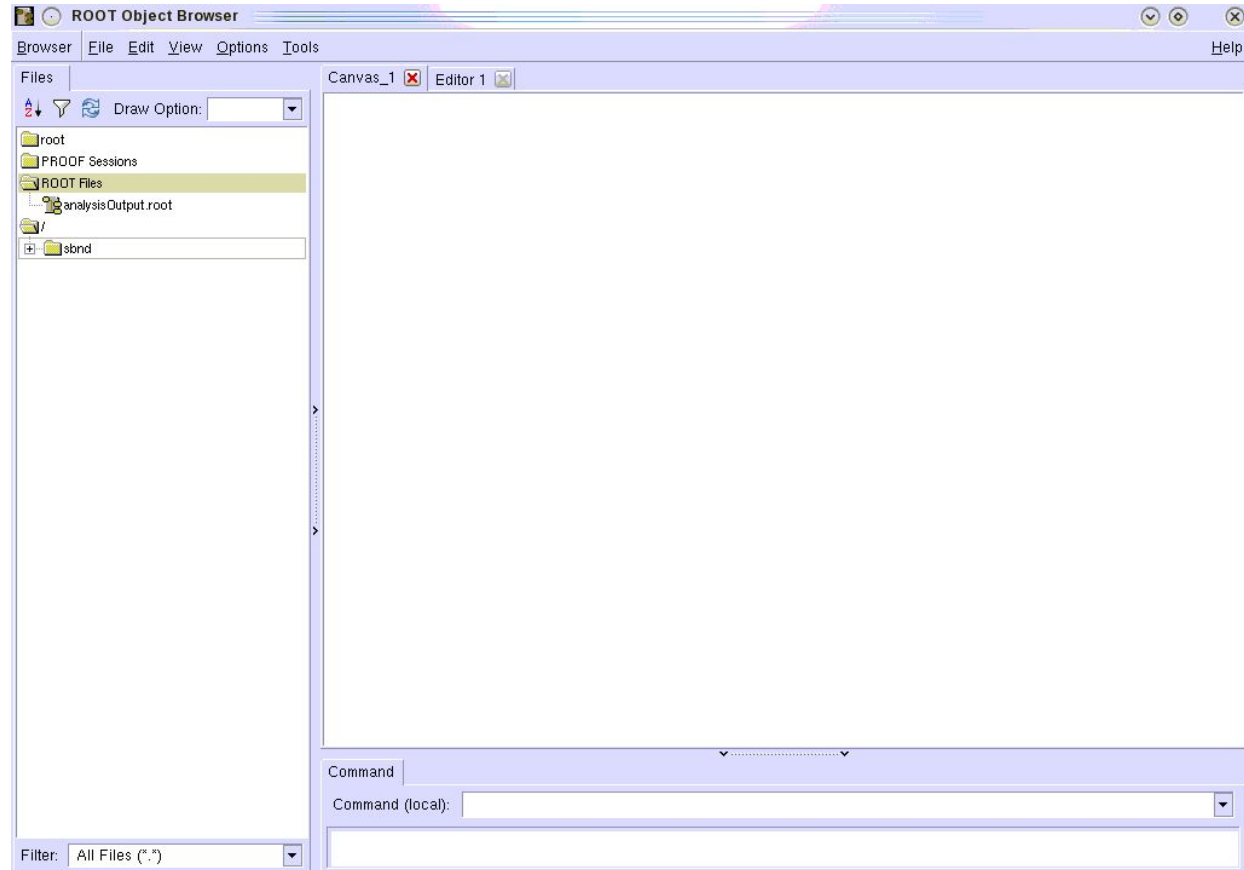 ROOT Object Browser
Browser File Edit View Options Tools Help
Files
Canvas_1 Editor 1
A Z Draw Option:
root
PROOF Sessions
ROOT Files
analysisOutput.root
/
sbnd
Command
Command (local):
Filter: All Files (*.*)